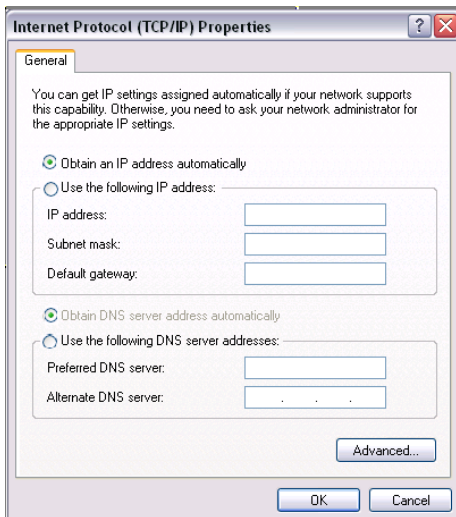 Internet Protocol (TCP/IP) Properties
General
You can get IP settings assigned automatically if your network supports
this capability. Otherwise, you need to ask your network administrator for
the appropriate IP settings.
Obtain an IP address automatically
Use the following IP address:
IP address:
Subnet mask:
Default gateway:
Obtain DNS server address automatically
Use the following DNS server addresses:
Preferred DNS server:
Alternate DNS server:
Advanced...
OK Cancel